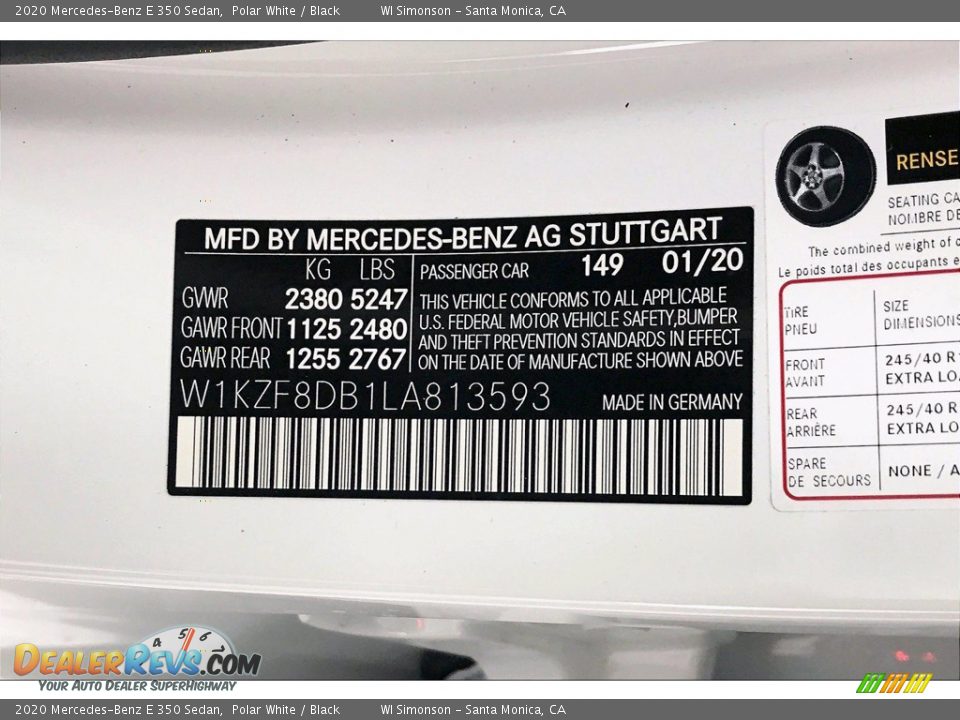 2020 Mercedes-Benz E 350 Sedan,  Polar White / Black        WI Simonson - Santa Monica, CA
MFD BY MERCEDES-BENZ AG STUTTGART
KG LBS PASSENGER CAR 149 01/20
GVWR 2380 5247
GAWR FRONT 1125 2480
GAWR REAR 1255 2767
THIS VEHICLE CONFORMS TO ALL APPLICABLE
U.S. FEDERAL MOTOR VEHICLE SAFETY,BUMPER
AND THEFT PREVENTION STANDARDS IN EFFECT
ON THE DATE OF MANUFACTURE SHOWN ABOVE
W1KZF8DB1LA813593 MADE IN GERMANY
RENSE
SEATING CA
NOMBRE DE
The combined weight of
Le poids total des occupants e
TIRE SIZE
PNEU DIMENSIONS
FRONT 245/40 R
AVANT EXTRA LO
REAR 245/40 R
ARRIÈRE EXTRA LO
SPARE NONE / A
DE SECOURS
4 5 6
DEALERREVS.COM
YOUR AUTO DEALER SUPERHIGHWAY
2020 Mercedes-Benz E 350 Sedan,  Polar White / Black        WI Simonson - Santa Monica, CA